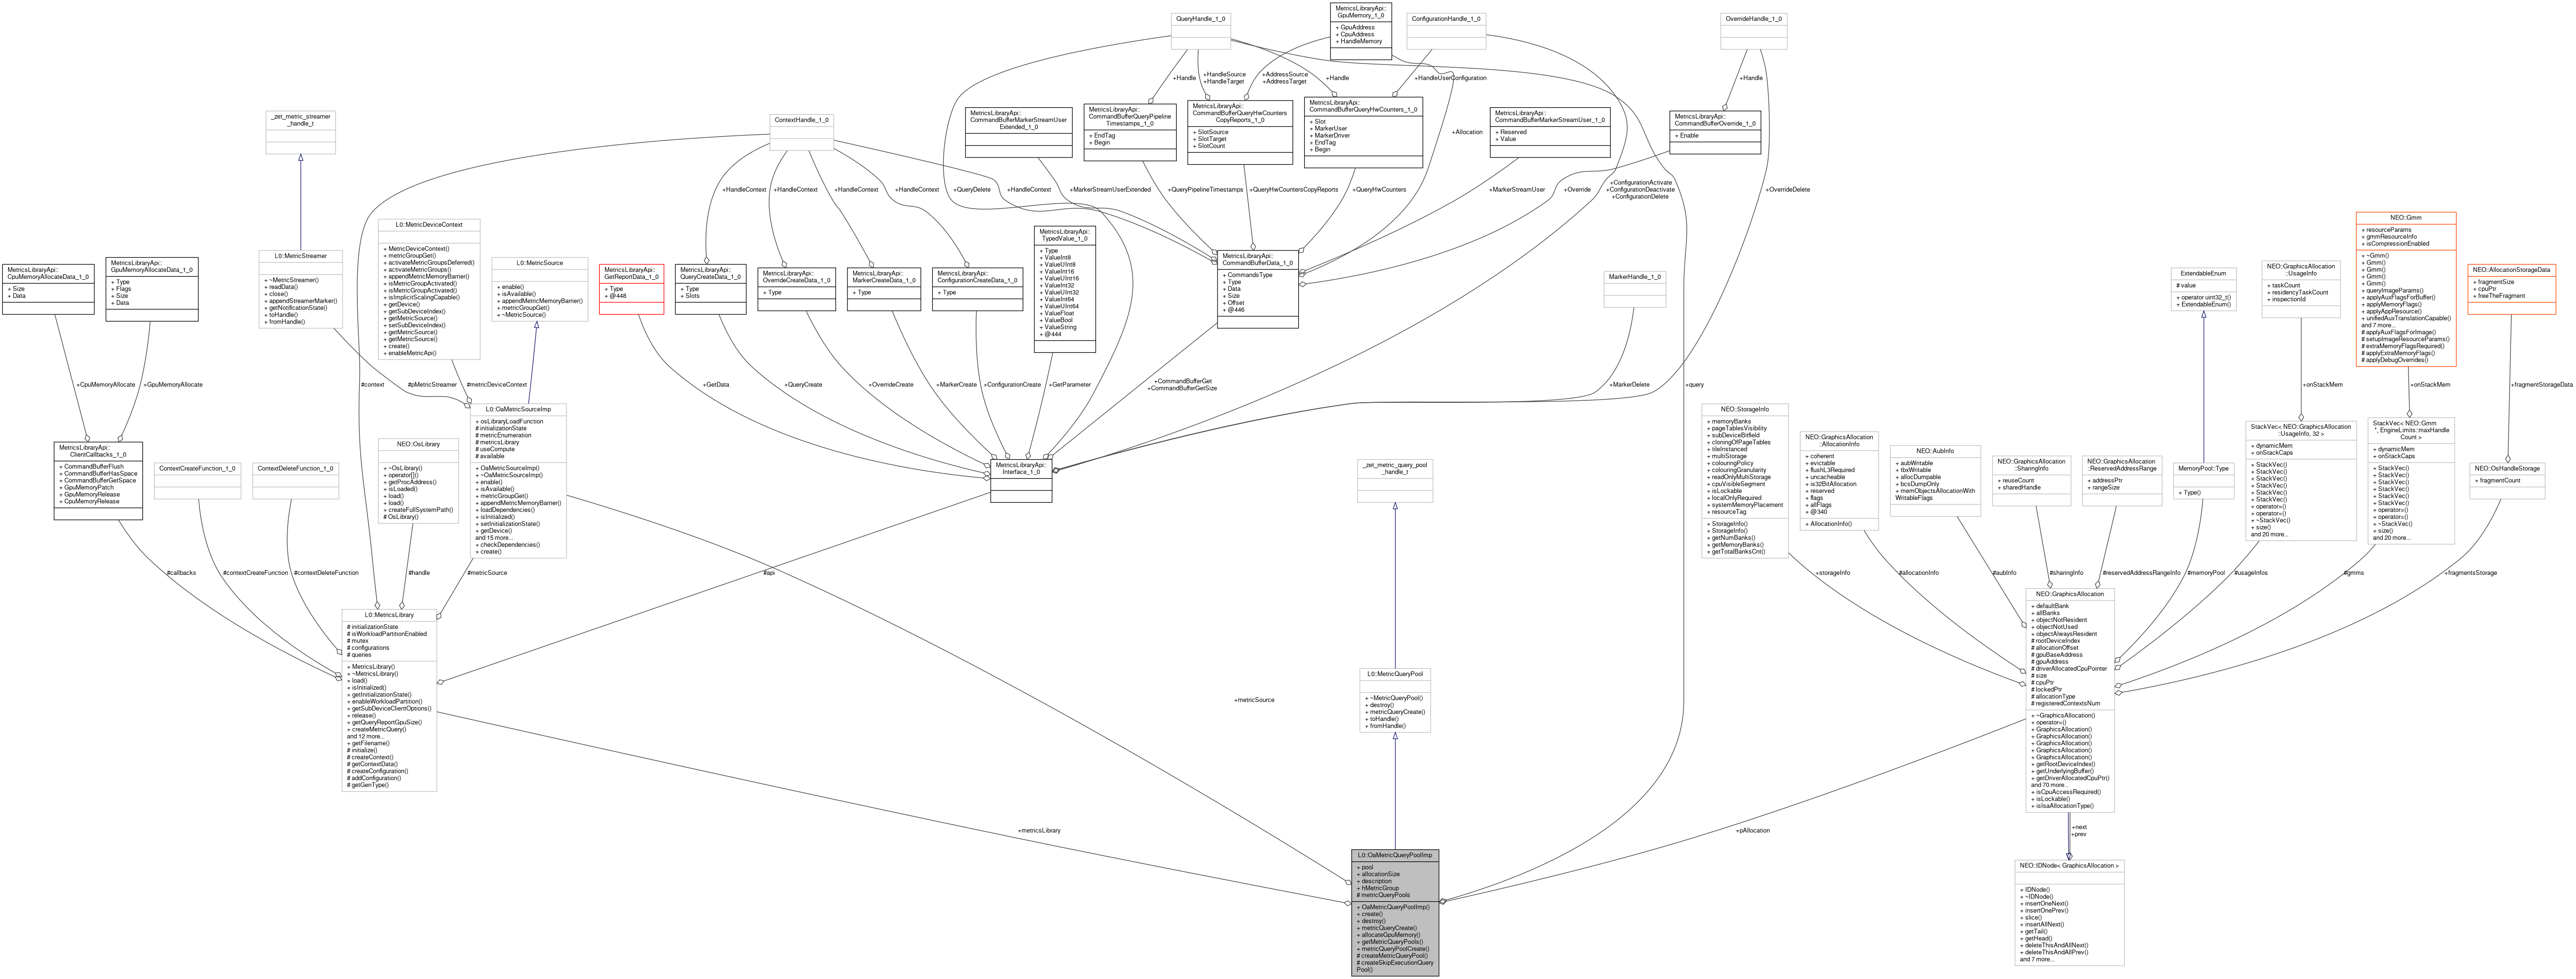 QueryHandle_1_0
MetricsLibraryApi::
GpuMemory_1_0
+ GpuAddress
+ CpuAddress
+ HandleMemory
ConfigurationHandle_1_0
OverrideHandle_1_0
+Handle
+HandleSource
+HandleTarget
+AddressSource
+AddressTarget
+Handle
+HandleUserConfiguration
+Handle
_zet_metric_streamer
_handle_t
ContextHandle_1_0
MetricsLibraryApi::
CommandBufferMarkerStreamUser
Extended_1_0
MetricsLibraryApi::
CommandBufferQueryPipeline
Timestamps_1_0
+ EndTag
+ Begin
MetricsLibraryApi::
CommandBufferQueryHwCounters
CopyReports_1_0
+ SlotSource
+ SlotTarget
+ SlotCount
MetricsLibraryApi::
CommandBufferQueryHwCounters_1_0
+ Slot
+ MarkerUser
+ MarkerDriver
+ EndTag
+ Begin
+Allocation
MetricsLibraryApi::
CommandBufferMarkerStreamUser_1_0
+ Reserved
+ Value
MetricsLibraryApi::
CommandBufferOverride_1_0
+ Enable
+HandleContext
+HandleContext
+HandleContext
+HandleContext
+QueryDelete
+HandleContext
+MarkerStreamUserExtended
+QueryPipelineTimestamps
+QueryHwCountersCopyReports
+QueryHwCounters
+MarkerStreamUser
+Override
+ConfigurationActivate
+ConfigurationDeactivate
+ConfigurationDelete
+OverrideDelete
MetricsLibraryApi::
CpuMemoryAllocateData_1_0
+ Size
+ Data
MetricsLibraryApi::
GpuMemoryAllocateData_1_0
+ Type
+ Flags
+ Size
+ Data
L0::MetricStreamer
+ ~MetricStreamer()
+ readData()
+ close()
+ appendStreamerMarker()
+ getNotificationState()
+ toHandle()
+ fromHandle()
L0::MetricDeviceContext
+ MetricDeviceContext()
+ metricGroupGet()
+ activateMetricGroupsDeferred()
+ activateMetricGroups()
+ appendMetricMemoryBarrier()
+ isMetricGroupActivated()
+ isMetricGroupActivated()
+ isImplicitScalingCapable()
+ getDevice()
+ getSubDeviceIndex()
+ getMetricSource()
+ setSubDeviceIndex()
+ getMetricSource()
+ getMetricSource()
+ create()
+ enableMetricApi()
L0::MetricSource
+ enable()
+ isAvailable()
+ appendMetricMemoryBarrier()
+ metricGroupGet()
+ ~MetricSource()
MetricsLibraryApi::
GetReportData_1_0
+ Type
+ @448
MetricsLibraryApi::
QueryCreateData_1_0
+ Type
+ Slots
MetricsLibraryApi::
OverrideCreateData_1_0
+ Type
MetricsLibraryApi::
MarkerCreateData_1_0
+ Type
MetricsLibraryApi::
ConfigurationCreateData_1_0
+ Type
MetricsLibraryApi::
TypedValue_1_0
+ Type
+ ValueInt8
+ ValueUInt8
+ ValueInt16
+ ValueUInt16
+ ValueInt32
+ ValueUInt32
+ ValueInt64
+ ValueUInt64
+ ValueFloat
+ ValueBool
+ ValueString
+ @444
MetricsLibraryApi::
CommandBufferData_1_0
+ CommandsType
+ Type
+ Data
+ Size
+ Offset
+ @446
MarkerHandle_1_0
ExtendableEnum
# value
+ operator uint32_t()
+ ExtendableEnum()
NEO::GraphicsAllocation
::UsageInfo
+ taskCount
+ residencyTaskCount
+ inspectionId
NEO::Gmm
+ resourceParams
+ gmmResourceInfo
+ isCompressionEnabled
+ ~Gmm()
+ Gmm()
+ Gmm()
+ Gmm()
+ Gmm()
+ queryImageParams()
+ applyAuxFlagsForBuffer()
+ applyMemoryFlags()
+ applyAppResource()
+ unifiedAuxTranslationCapable()
and 7 more...
# applyAuxFlagsForImage()
# setupImageResourceParams()
# extraMemoryFlagsRequired()
# applyExtraMemoryFlags()
# applyDebugOverrides()
NEO::AllocationStorageData
+ fragmentSize
+ cpuPtr
+ freeTheFragment
+CpuMemoryAllocate
+GpuMemoryAllocate
#context
#pMetricStreamer
#metricDeviceContext
+GetData
+QueryCreate
+OverrideCreate
+MarkerCreate
+ConfigurationCreate
+GetParameter
+CommandBufferGet
+CommandBufferGetSize
+MarkerDelete
+query
+onStackMem
+onStackMem
+fragmentStorageData
MetricsLibraryApi::
ClientCallbacks_1_0
+ CommandBufferFlush
+ CommandBufferHasSpace
+ CommandBufferGetSpace
+ GpuMemoryPatch
+ GpuMemoryRelease
+ CpuMemoryRelease
ContextCreateFunction_1_0
ContextDeleteFunction_1_0
NEO::OsLibrary
+ ~OsLibrary()
+ operator[]()
+ getProcAddress()
+ isLoaded()
+ load()
+ load()
+ createFullSystemPath()
# OsLibrary()
L0::OaMetricSourceImp
+ osLibraryLoadFunction
# initializationState
# metricEnumeration
# metricsLibrary
# useCompute
# available
+ OaMetricSourceImp()
+ ~OaMetricSourceImp()
+ enable()
+ isAvailable()
+ metricGroupGet()
+ appendMetricMemoryBarrier()
+ loadDependencies()
+ isInitialized()
+ setInitializationState()
+ getDevice()
and 15 more...
+ checkDependencies()
+ create()
MetricsLibraryApi::
Interface_1_0
_zet_metric_query_pool
_handle_t
NEO::StorageInfo
+ memoryBanks
+ pageTablesVisibility
+ subDeviceBitfield
+ cloningOfPageTables
+ tileInstanced
+ multiStorage
+ colouringPolicy
+ colouringGranularity
+ readOnlyMultiStorage
+ cpuVisibleSegment
+ isLockable
+ localOnlyRequired
+ systemMemoryPlacement
+ resourceTag
+ StorageInfo()
+ StorageInfo()
+ getNumBanks()
+ getMemoryBanks()
+ getTotalBanksCnt()
NEO::GraphicsAllocation
::AllocationInfo
+ coherent
+ evictable
+ flushL3Required
+ uncacheable
+ is32BitAllocation
+ reserved
+ flags
+ allFlags
+ @340
+ AllocationInfo()
NEO::AubInfo
+ aubWritable
+ tbxWritable
+ allocDumpable
+ bcsDumpOnly
+ memObjectsAllocationWith
WritableFlags
NEO::GraphicsAllocation
::SharingInfo
+ reuseCount
+ sharedHandle
NEO::GraphicsAllocation
::ReservedAddressRange
+ addressPtr
+ rangeSize
MemoryPool::Type
+ Type()
StackVec< NEO::GraphicsAllocation
::UsageInfo, 32 >
+ dynamicMem
+ onStackCaps
+ StackVec()
+ StackVec()
+ StackVec()
+ StackVec()
+ StackVec()
+ StackVec()
+ operator=()
+ operator=()
+ ~StackVec()
+ size()
and 20 more...
StackVec< NEO::Gmm
*, EngineLimits::maxHandle
Count >
+ dynamicMem
+ onStackCaps
+ StackVec()
+ StackVec()
+ StackVec()
+ StackVec()
+ StackVec()
+ StackVec()
+ operator=()
+ operator=()
+ ~StackVec()
+ size()
and 20 more...
NEO::OsHandleStorage
+ fragmentCount
#callbacks
#contextCreateFunction
#contextDeleteFunction
#handle
#metricSource
#api
+storageInfo
#allocationInfo
#aubInfo
#sharingInfo
#reservedAddressRangeInfo
#memoryPool
#usageInfos
#gmms
+fragmentsStorage
L0::MetricsLibrary
# initializationState
# isWorkloadPartitionEnabled
# mutex
# configurations
# queries
+ MetricsLibrary()
+ ~MetricsLibrary()
+ load()
+ isInitialized()
+ getInitializationState()
+ enableWorkloadPartition()
+ getSubDeviceClientOptions()
+ release()
+ getQueryReportGpuSize()
+ createMetricQuery()
and 12 more...
+ getFilename()
# initialize()
# createContext()
# getContextData()
# createConfiguration()
# addConfiguration()
# getGenType()
+metricSource
L0::MetricQueryPool
+ ~MetricQueryPool()
+ destroy()
+ metricQueryCreate()
+ toHandle()
+ fromHandle()
NEO::GraphicsAllocation
+ defaultBank
+ allBanks
+ objectNotResident
+ objectNotUsed
+ objectAlwaysResident
# rootDeviceIndex
# allocationOffset
# gpuBaseAddress
# gpuAddress
# driverAllocatedCpuPointer
# size
# cpuPtr
# lockedPtr
# allocationType
# registeredContextsNum
+ ~GraphicsAllocation()
+ operator=()
+ GraphicsAllocation()
+ GraphicsAllocation()
+ GraphicsAllocation()
+ GraphicsAllocation()
+ GraphicsAllocation()
+ getRootDeviceIndex()
+ getUnderlyingBuffer()
+ getDriverAllocatedCpuPtr()
and 70 more...
+ isCpuAccessRequired()
+ isLockable()
+ isIsaAllocationType()
+metricsLibrary
+pAllocation
+next
+prev
L0::OaMetricQueryPoolImp
+ pool
+ allocationSize
+ description
+ hMetricGroup
# metricQueryPools
+ OaMetricQueryPoolImp()
+ create()
+ destroy()
+ metricQueryCreate()
+ allocateGpuMemory()
+ getMetricQueryPools()
+ metricQueryPoolCreate()
# createMetricQueryPool()
# createSkipExecutionQuery
Pool()
NEO::IDNode< GraphicsAllocation >
+ IDNode()
+ ~IDNode()
+ insertOneNext()
+ insertOnePrev()
+ slice()
+ insertAllNext()
+ getTail()
+ getHead()
+ deleteThisAndAllNext()
+ deleteThisAndAllPrev()
and 7 more...